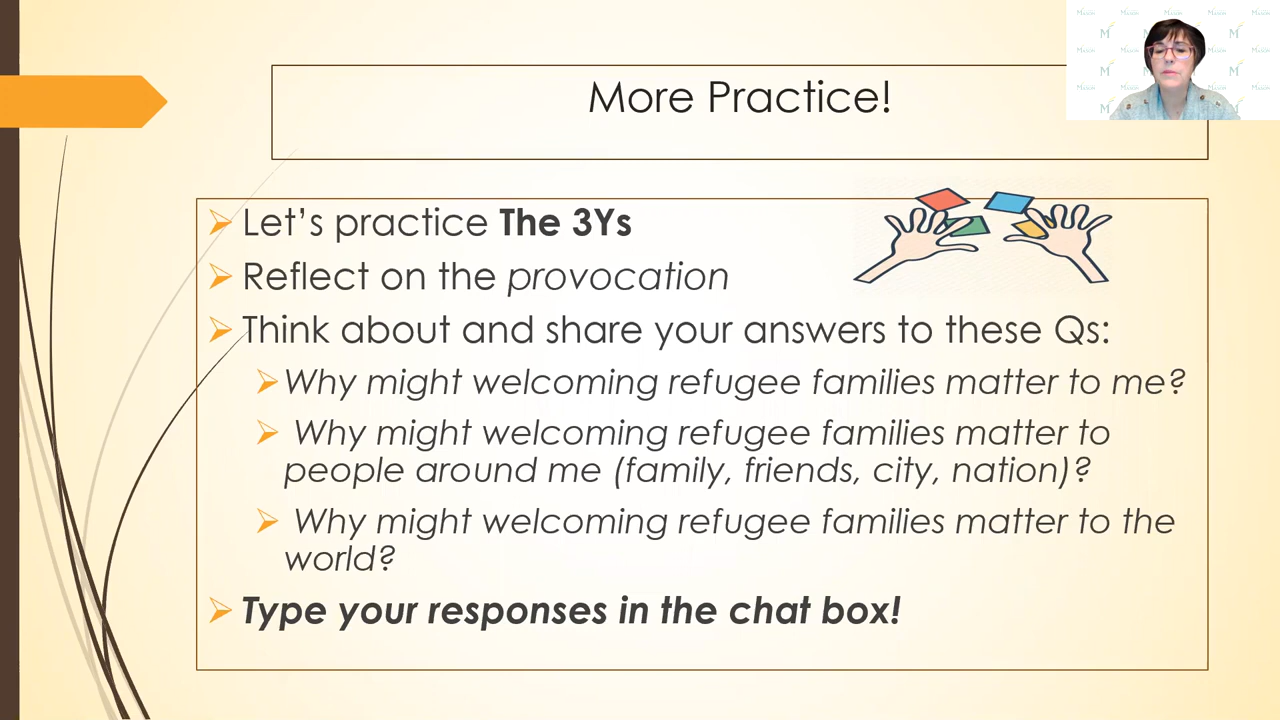 More Practice!
Let's practice The 3Ys
Reflect on the provocation
Think about and share your answers to these Qs:
Why might welcoming refugee families matter to me?
Why might welcoming refugee families matter to
people around me (family, friends, city, nation)?
Why might welcoming refugee families matter to the
world?
Type your responses in the chat box!